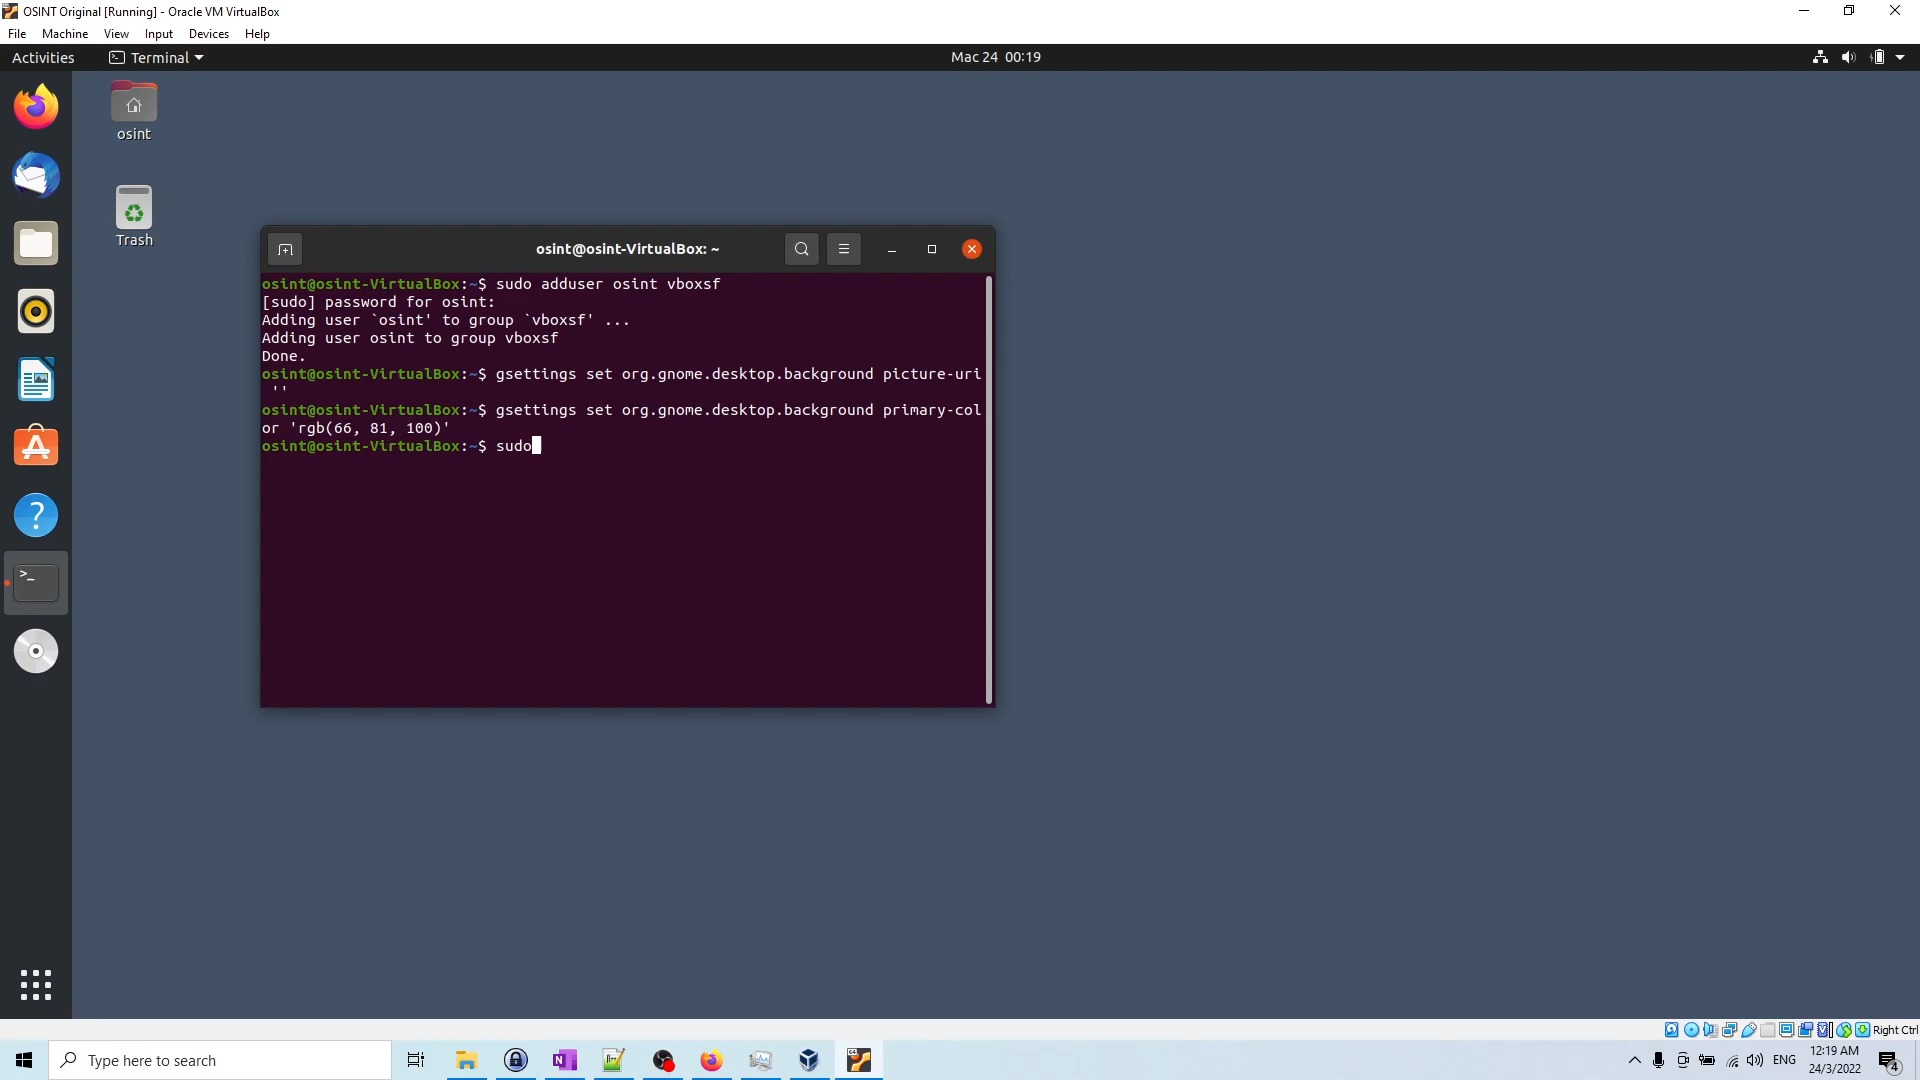 OSINT Original [Running] - Oracle VM VirtualBox
File Machine View Input Devices Help
Activities Terminal Mac 24 00:19
osint
Trash
osint@osint-VirtualBox: ~
osint@osint-VirtualBox:~$ sudo adduser osint vboxsf
[sudo] password for osint:
Adding user `osint' to group `vboxsf' ...
Adding user osint to group vboxsf
Done.
osint@osint-VirtualBox:~$ gsettings set org.gnome.desktop.background picture-uri
''
osint@osint-VirtualBox:~$ gsettings set org.gnome.desktop.background primary-col
or 'rgb(66, 81, 100)'
osint@osint-VirtualBox:~$ sudo
Right Ctrl
Type here to search
ENG
12:19 AM
24/3/2022
4